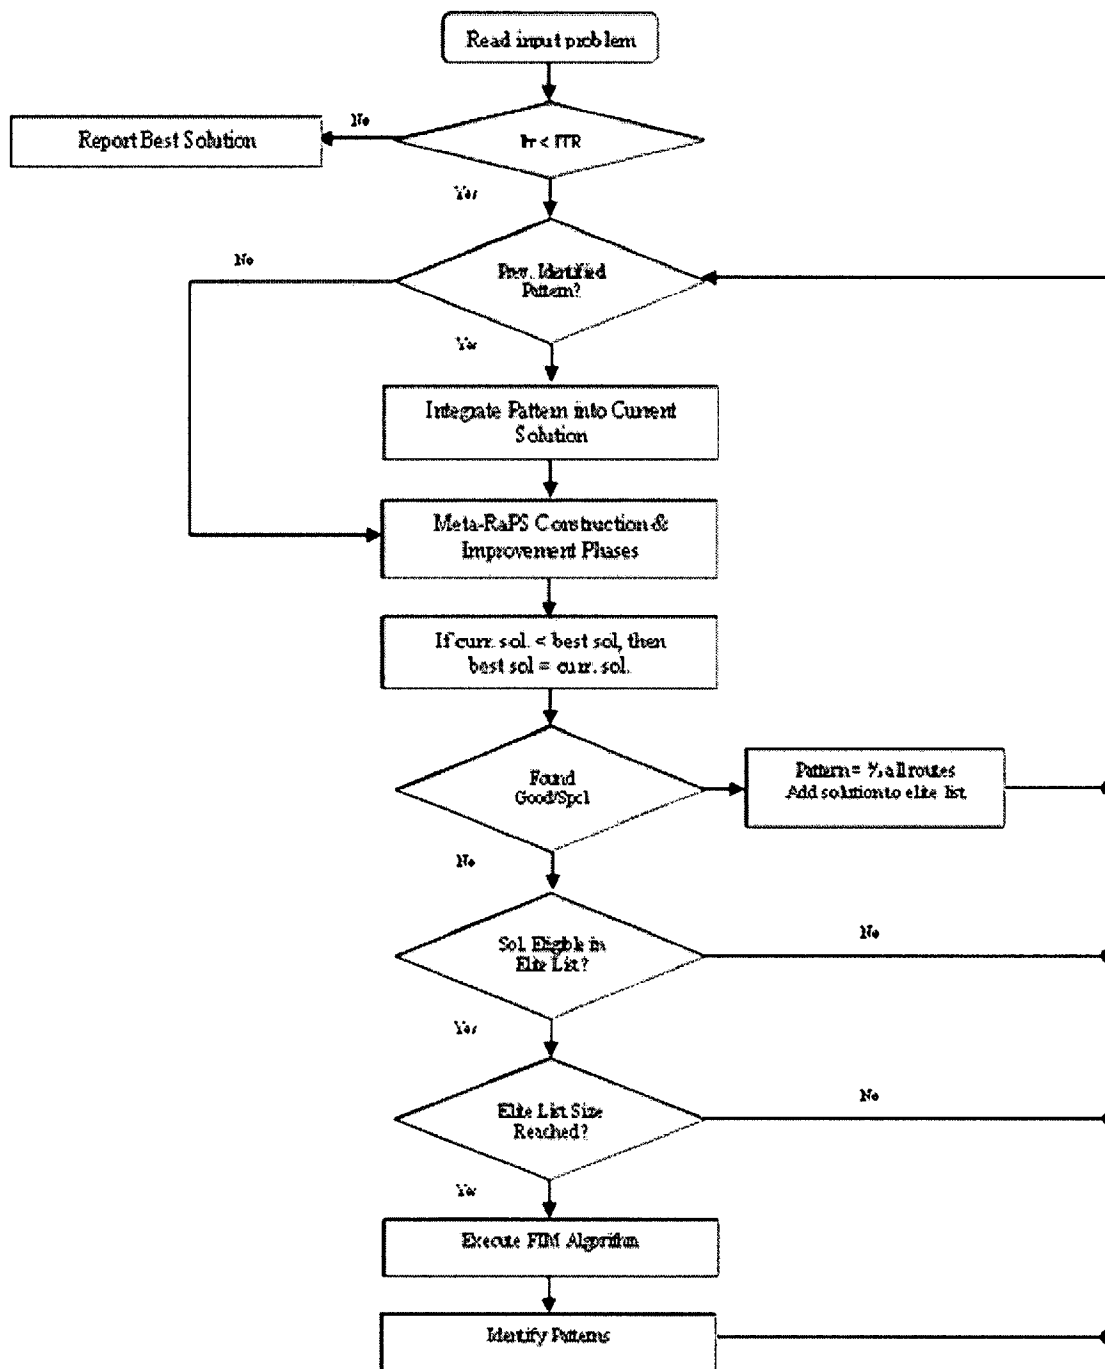 Read input problem
No
Report Best Solution
Itr < ITR
Yes
No
Prev. Identified
Pattern?
Yes
Integrate Pattern into Current
Solution
Meta-RaPS Construction &
Improvement Phases
If curr. sol. < best sol, then
best sol = curr. sol.
Found
Good/Spcl
Pattern = all routes
Add solution to elite list
No
Sol. Eligible in
Elite List?
No
Yes
Elite List Size
Reached?
No
Yes
Execute FIM Algorithm
Identify Patterns